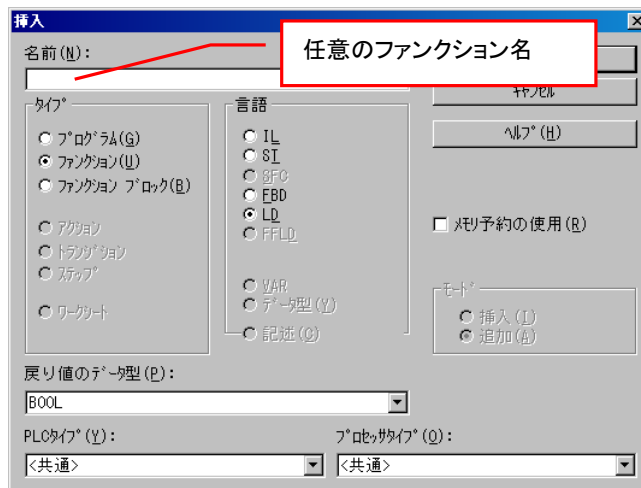 挿入
名前(N):
任意のファンクション名
キャンセル
ヘルプ(H)
タイプ
プログラム(G)
ファンクション(U)
ファンクション ブロック(B)
アクション
トランジション
ステップ
ワークシート
言語
IL
ST
SFC
FBD
LD
FFLD
VAR
データ型(Y)
記述(C)
メモリ予約の使用(R)
モード
挿入(I)
追加(A)
戻り値のデータ型(P):
BOOL
PLCタイプ(Y):
<共通>
プロセッサタイプ(O):
<共通>